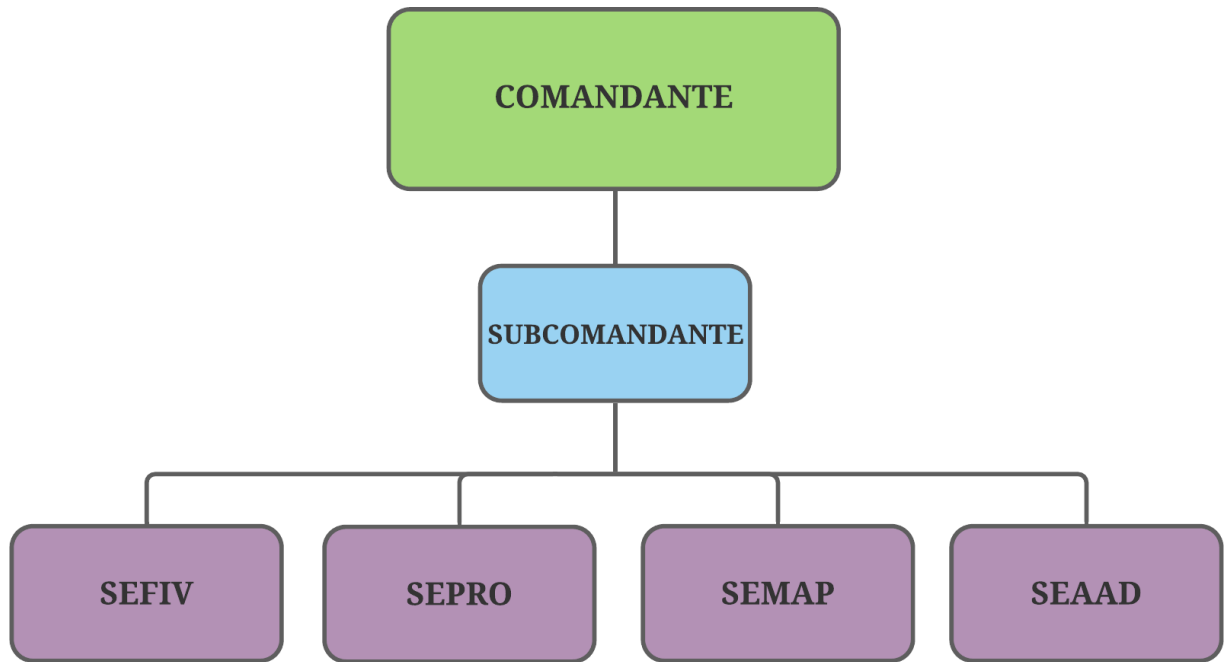 COMANDANTE
SUBCOMANDANTE
SEFIV
SEPRO
SEMAP
SEAAD